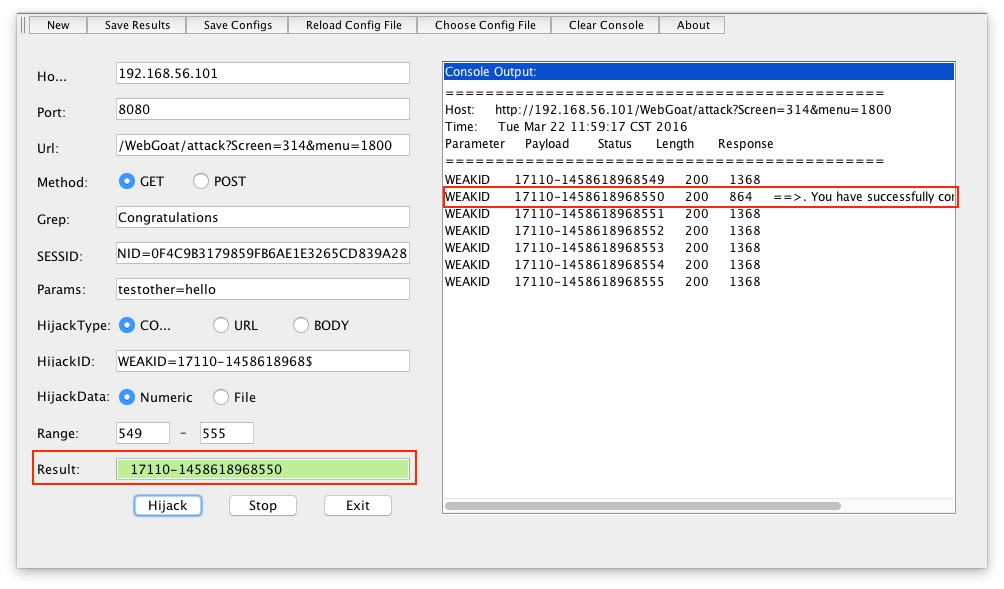 New Save Results Save Configs Reload Config File Choose Config File Clear Console About
Ho... 192.168.56.101
Port: 8080
Url: /WebGoat/attack?Screen=314&menu=1800
Method: GET POST
Grep: Congratulations
SESSID: NID=0F4C9B3179859FB6AE1E3265CD839A28
Params: testother=hello
HijackType: CO... URL BODY
HijackID: WEAKID=17110-1458618968$
HijackData: Numeric File
Range: 549 - 555
Result: 17110-1458618968550
Hijack Stop Exit
Console Output:
============================================
Host: http://192.168.56.101/WebGoat/attack?Screen=314&menu=1800
Time: Tue Mar 22 11:59:17 CST 2016
Parameter Payload Status Length Response
============================================
WEAKID 17110-1458618968549 200 1368
WEAKID 17110-1458618968550 200 864 ==>. You have successfully co
WEAKID 17110-1458618968551 200 1368
WEAKID 17110-1458618968552 200 1368
WEAKID 17110-1458618968553 200 1368
WEAKID 17110-1458618968554 200 1368
WEAKID 17110-1458618968555 200 1368